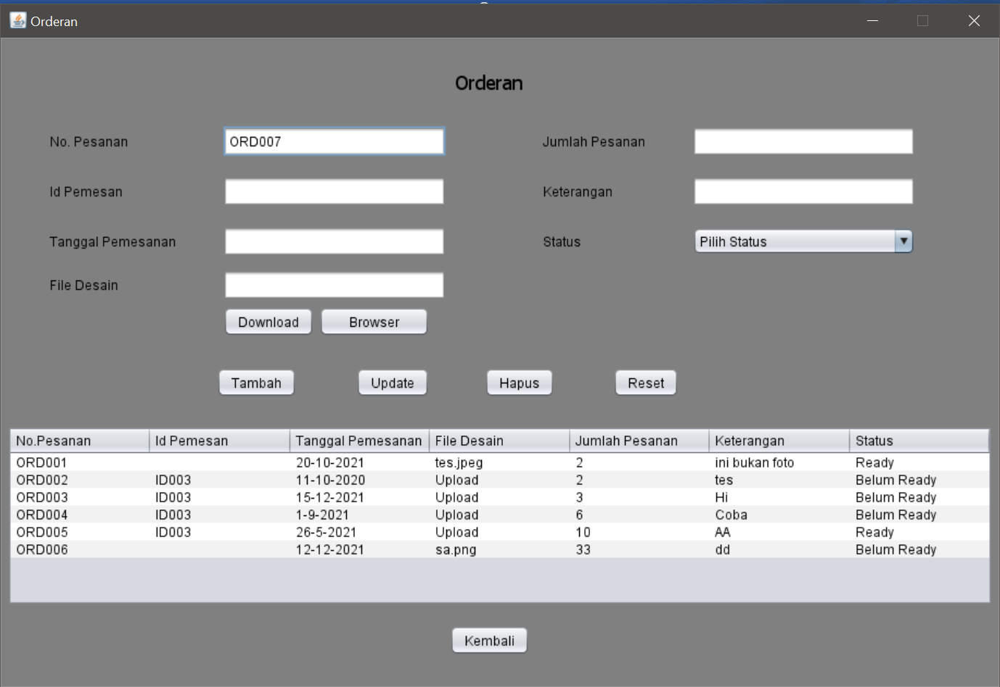 Orderan
Orderan
No. Pesanan ORD007 Jumlah Pesanan
Id Pemesan Keterangan
Tanggal Pemesanan Status Pilih Status
File Desain
Download Browser
Tambah Update Hapus Reset
No.Pesanan Id Pemesan Tanggal Pemesanan File Desain Jumlah Pesanan Keterangan Status
ORD001 20-10-2021 tes.jpeg 2 ini bukan foto Ready
ORD002 ID003 11-10-2020 Upload 2 tes Belum Ready
ORD003 ID003 15-12-2021 Upload 3 Hi Belum Ready
ORD004 ID003 1-9-2021 Upload 6 Coba Belum Ready
ORD005 ID003 26-5-2021 Upload 10 AA Ready
ORD006 12-12-2021 sa.png 33 dd Belum Ready
Kembali